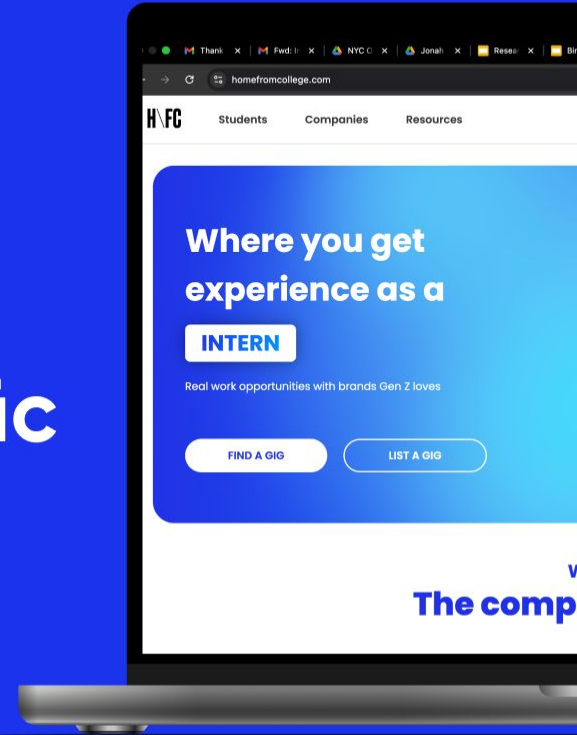 Thank
Fwd: I
NYC
Jonah
Resea
Bir
homefromcollege.com
H\FC
Students
Companies
Resources
Where you get
experience as a
INTERN
Real work opportunities with brands Gen Z loves
FIND A GIG
LIST A GIG
ic
W
The comp